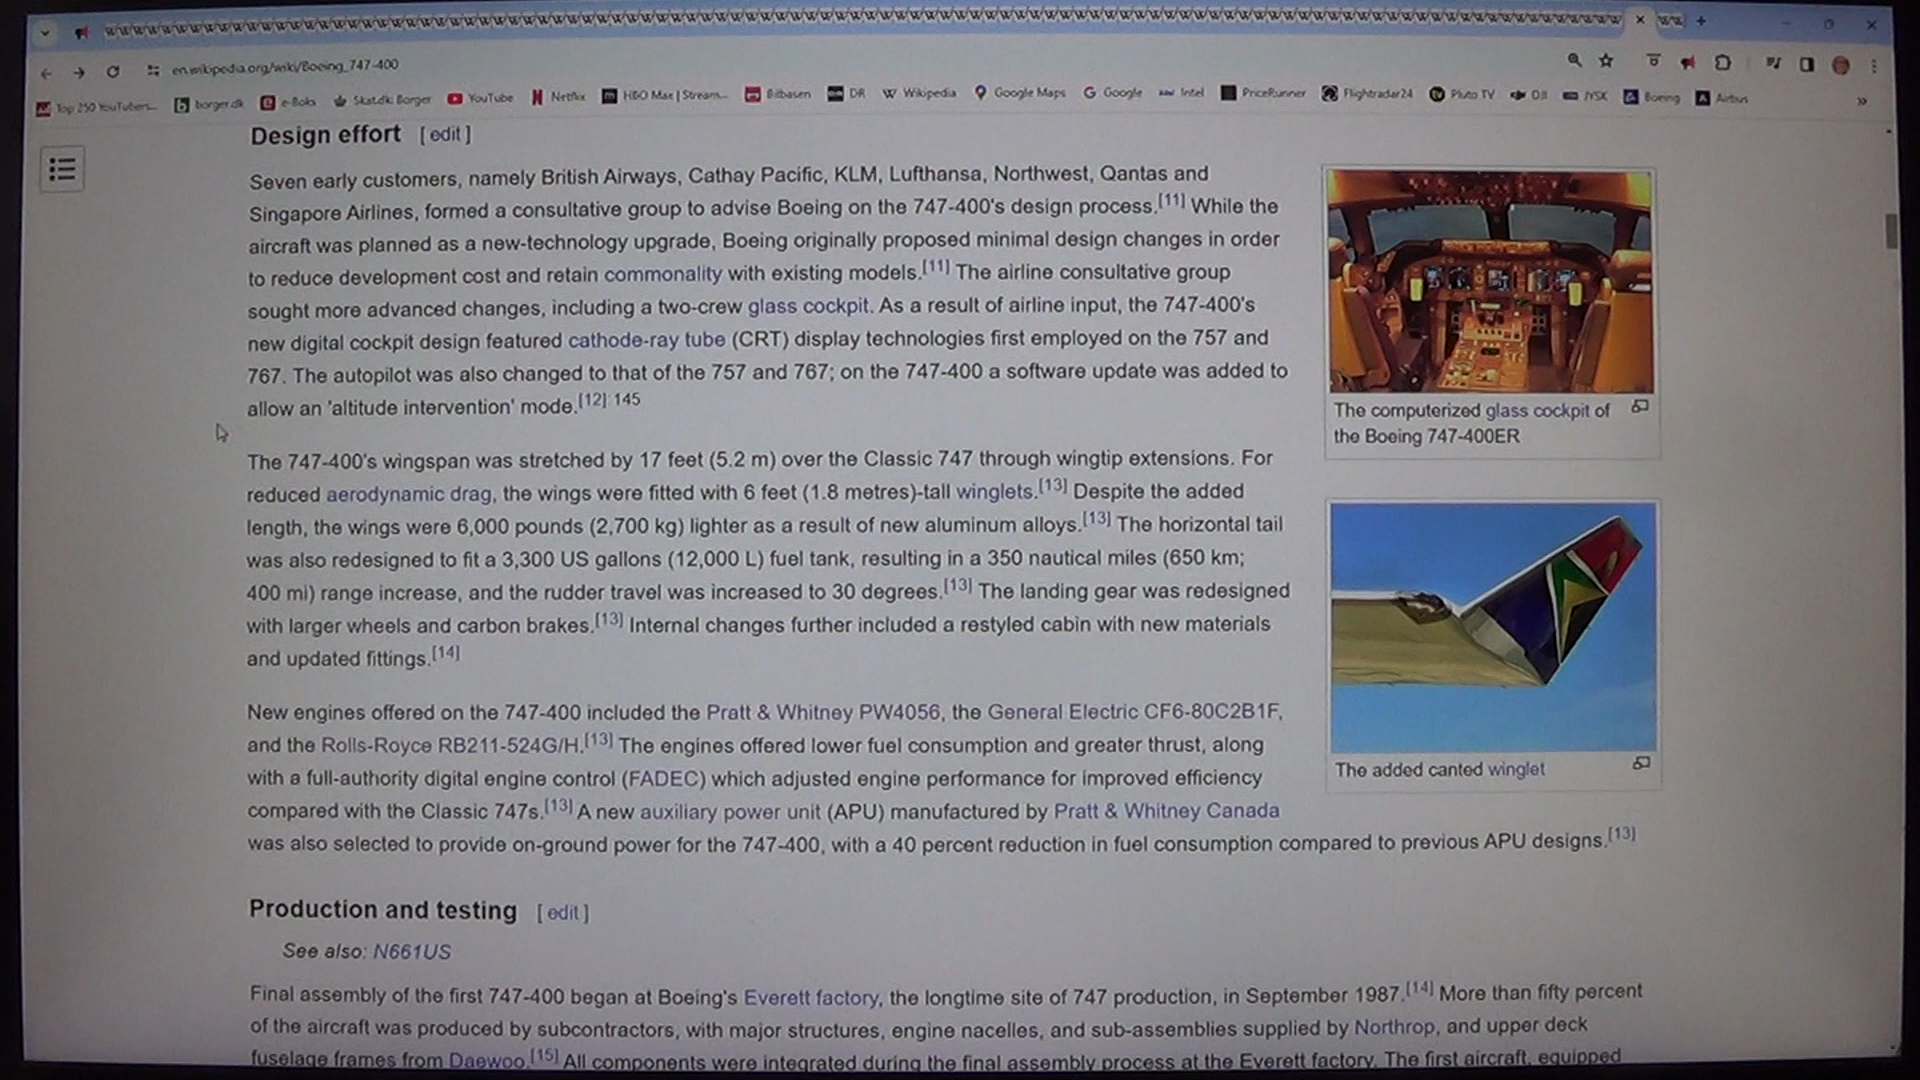 en.wikipedia.org/wiki/Boeing_747-400
Top 250 YouTubers... borger.dk e-Boks Skat.dk: Borger YouTube Netflix HBO Max | Stream... Bilbasen DR Wikipedia Google Maps Google Intel PriceRunner Flightradar24 Pluto TV DJI JYSK Boeing Airbus
Design effort [ edit ]
Seven early customers, namely British Airways, Cathay Pacific, KLM, Lufthansa, Northwest, Qantas and
Singapore Airlines, formed a consultative group to advise Boeing on the 747-400's design process.[11] While the
aircraft was planned as a new-technology upgrade, Boeing originally proposed minimal design changes in order
to reduce development cost and retain commonality with existing models.[11] The airline consultative group
sought more advanced changes, including a two-crew glass cockpit. As a result of airline input, the 747-400's
new digital cockpit design featured cathode-ray tube (CRT) display technologies first employed on the 757 and
767. The autopilot was also changed to that of the 757 and 767; on the 747-400 a software update was added to
allow an 'altitude intervention' mode.[12]: 145
The computerized glass cockpit of
the Boeing 747-400ER
The 747-400's wingspan was stretched by 17 feet (5.2 m) over the Classic 747 through wingtip extensions. For
reduced aerodynamic drag, the wings were fitted with 6 feet (1.8 metres)-tall winglets.[13] Despite the added
length, the wings were 6,000 pounds (2,700 kg) lighter as a result of new aluminum alloys.[13] The horizontal tail
was also redesigned to fit a 3,300 US gallons (12,000 L) fuel tank, resulting in a 350 nautical miles (650 km;
400 mi) range increase, and the rudder travel was increased to 30 degrees.[13] The landing gear was redesigned
with larger wheels and carbon brakes.[13] Internal changes further included a restyled cabin with new materials
and updated fittings.[14]
The added canted winglet
New engines offered on the 747-400 included the Pratt & Whitney PW4056, the General Electric CF6-80C2B1F,
and the Rolls-Royce RB211-524G/H.[13] The engines offered lower fuel consumption and greater thrust, along
with a full-authority digital engine control (FADEC) which adjusted engine performance for improved efficiency
compared with the Classic 747s.[13] A new auxiliary power unit (APU) manufactured by Pratt & Whitney Canada
was also selected to provide on-ground power for the 747-400, with a 40 percent reduction in fuel consumption compared to previous APU designs.[13]
Production and testing [ edit ]
See also: N661US
Final assembly of the first 747-400 began at Boeing's Everett factory, the longtime site of 747 production, in September 1987.[14] More than fifty percent
of the aircraft was produced by subcontractors, with major structures, engine nacelles, and sub-assemblies supplied by Northrop, and upper deck
fuselage frames from Daewoo.[15] All components were integrated during the final assembly process at the Everett factory. The first aircraft, equipped